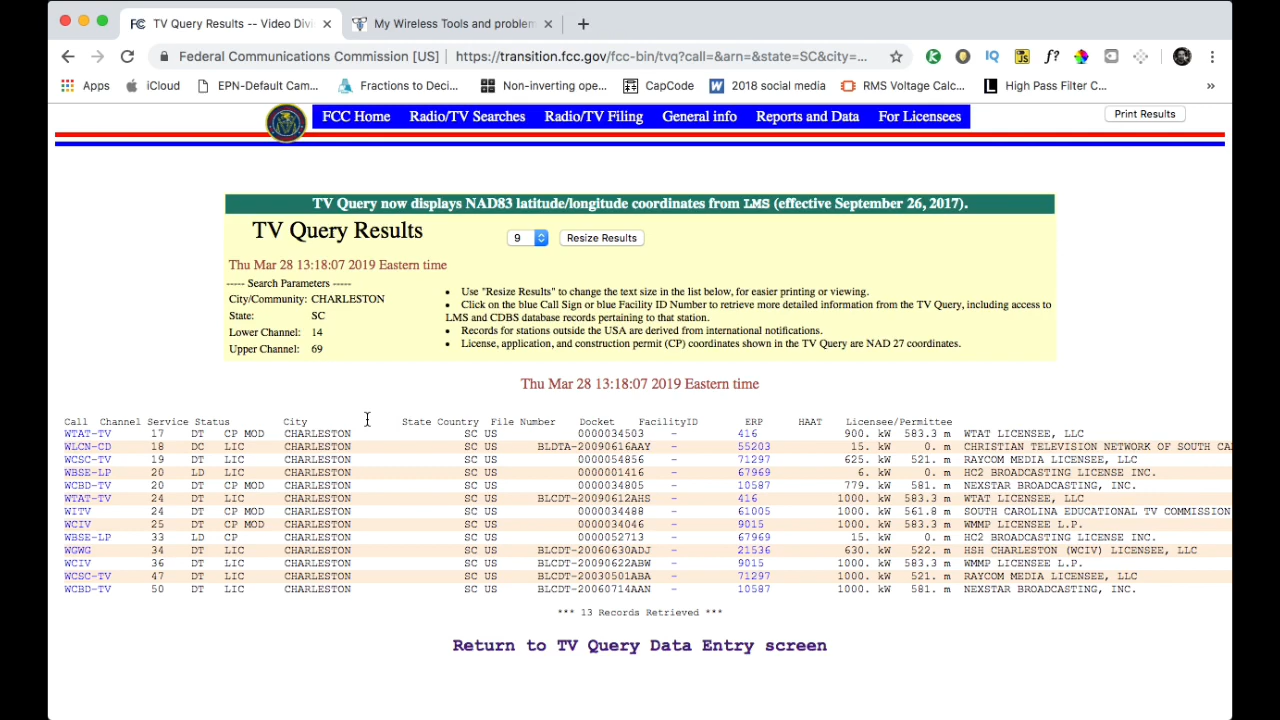 TV Query Results -- Video Divi
My Wireless Tools and problem
Federal Communications Commission [US]
https://transition.fcc.gov/fcc-bin/tvq?call=&arn=&state=SC&city=...
Apps
iCloud
EPN-Default Cam...
Fractions to Deci...
Non-inverting ope...
CapCode
2018 social media
RMS Voltage Calc...
High Pass Filter C...
FCC Home Radio/TV Searches Radio/TV Filing General info Reports and Data For Licensees
Print Results
TV Query now displays NAD83 latitude/longitude coordinates from LMS (effective September 26, 2017).
TV Query Results
9
Resize Results
Thu Mar 28 13:18:07 2019 Eastern time
----- Search Parameters -----
City/Community: CHARLESTON
State: SC
Lower Channel: 14
Upper Channel: 69
• Use "Resize Results" to change the text size in the list below, for easier printing or viewing.
• Click on the blue Call Sign or blue Facility ID Number to retrieve more detailed information from the TV Query, including access to
LMS and CDBS database records pertaining to that station.
• Records for stations outside the USA are derived from international notifications.
• License, application, and construction permit (CP) coordinates shown in the TV Query are NAD 27 coordinates.
Thu Mar 28 13:18:07 2019 Eastern time
Call Channel Service Status City State Country File Number Docket FacilityID ERP HAAT Licensee/Permittee
WTAT-TV 17 DT CP MOD CHARLESTON SC US 0000034503 - 416 900. kW 583.3 m WTAT LICENSEE, LLC
WLCN-CD 18 DC LIC CHARLESTON SC US BLDTA-20090616AAY - 55203 15. kW 0. m CHRISTIAN TELEVISION NETWORK OF SOUTH CA
WCSC-TV 19 DT LIC CHARLESTON SC US 0000054856 - 71297 625. kW 521. m RAYCOM MEDIA LICENSEE, LLC
WBSE-LP 20 LD LIC CHARLESTON SC US 0000001416 - 67969 6. kW 0. m HC2 BROADCASTING LICENSE INC.
WCBD-TV 20 DT CP MOD CHARLESTON SC US 0000034805 - 10587 779. kW 581. m NEXSTAR BROADCASTING, INC.
WTAT-TV 24 DT LIC CHARLESTON SC US BLCDT-20090612AHS - 416 1000. kW 583.3 m WTAT LICENSEE, LLC
WITV 24 DT CP MOD CHARLESTON SC US 0000034488 - 61005 1000. kW 561.8 m SOUTH CAROLINA EDUCATIONAL TV COMMISSION
WCIV 25 DT CP MOD CHARLESTON SC US 0000034046 - 9015 1000. kW 583.3 m WMMP LICENSEE L.P.
WBSE-LP 33 LD CP CHARLESTON SC US 0000052713 - 67969 15. kW 0. m HC2 BROADCASTING LICENSE INC.
WGWG 34 DT LIC CHARLESTON SC US BLCDT-20060630ADJ - 21536 630. kW 522. m HSH CHARLESTON (WCIV) LICENSEE, LLC
WCIV 36 DT LIC CHARLESTON SC US BLCDT-20090622ABW - 9015 1000. kW 583.3 m WMMP LICENSEE L.P.
WCSC-TV 47 DT LIC CHARLESTON SC US BLCDT-20030501ABA - 71297 1000. kW 521. m RAYCOM MEDIA LICENSEE, LLC
WCBD-TV 50 DT LIC CHARLESTON SC US BLCDT-20060714AAN - 10587 1000. kW 581. m NEXSTAR BROADCASTING, INC.
*** 13 Records Retrieved ***
Return to TV Query Data Entry screen